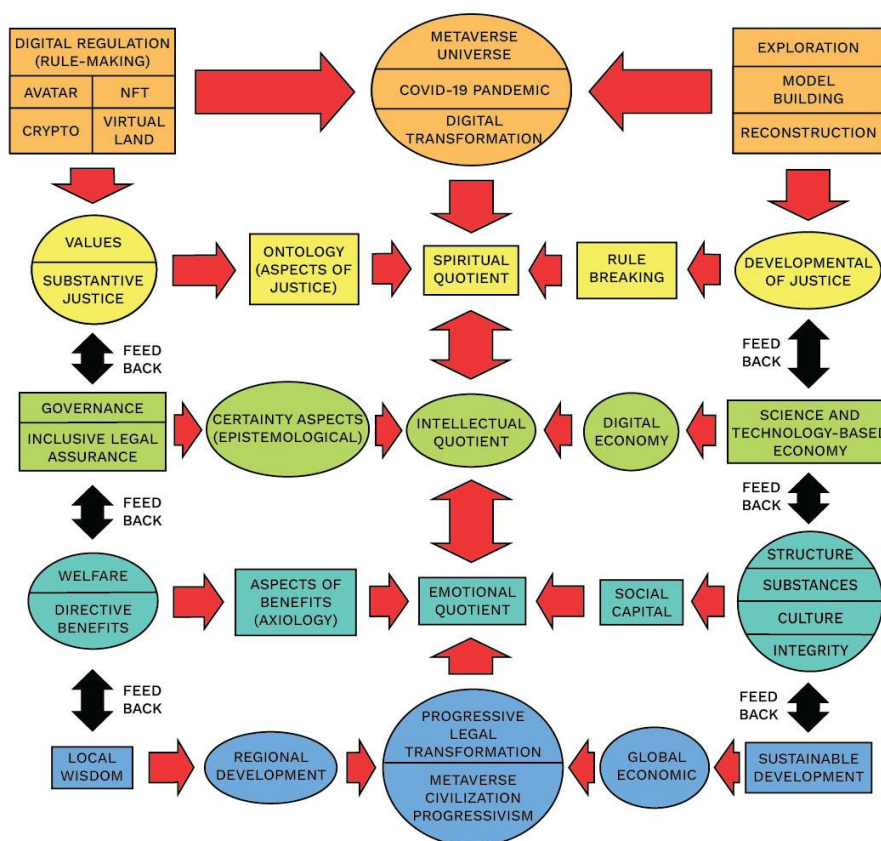 DIGITAL REGULATION
(RULE-MAKING)
AVATAR
NFT
CRYPTO
VIRTUAL
LAND
METAVERSE
UNIVERSE
COVID-19 PANDEMIC
DIGITAL
TRANSFORMATION
EXPLORATION
MODEL
BUILDING
RECONSTRUCTION
VALUES
SUBSTANTIVE
JUSTICE
ONTOLOGY
(ASPECTS OF
JUSTICE)
SPIRITUAL
QUOTIENT
RULE
BREAKING
DEVELOPMENTAL
OF JUSTICE
FEED
BACK
FEED
BACK
GOVERNANCE
INCLUSIVE LEGAL
ASSURANCE
CERTAINTY ASPECTS
(EPISTEMOLOGICAL)
INTELLECTUAL
QUOTIENT
DIGITAL
ECONOMY
SCIENCE AND
TECHNOLOGY-BASED
ECONOMY
FEED
BACK
FEED
BACK
WELFARE
DIRECTIVE
BENEFITS
ASPECTS OF
BENEFITS
(AXIOLOGY)
EMOTIONAL
QUOTIENT
SOCIAL
CAPITAL
STRUCTURE
SUBSTANCES
CULTURE
INTEGRITY
FEED
BACK
FEED
BACK
LOCAL
WISDOM
REGIONAL
DEVELOPMENT
PROGRESSIVE
LEGAL
TRANSFORMATION
METAVERSE
CIVILIZATION
PROGRESSIVISM
GLOBAL
ECONOMIC
SUSTAINABLE
DEVELOPMENT